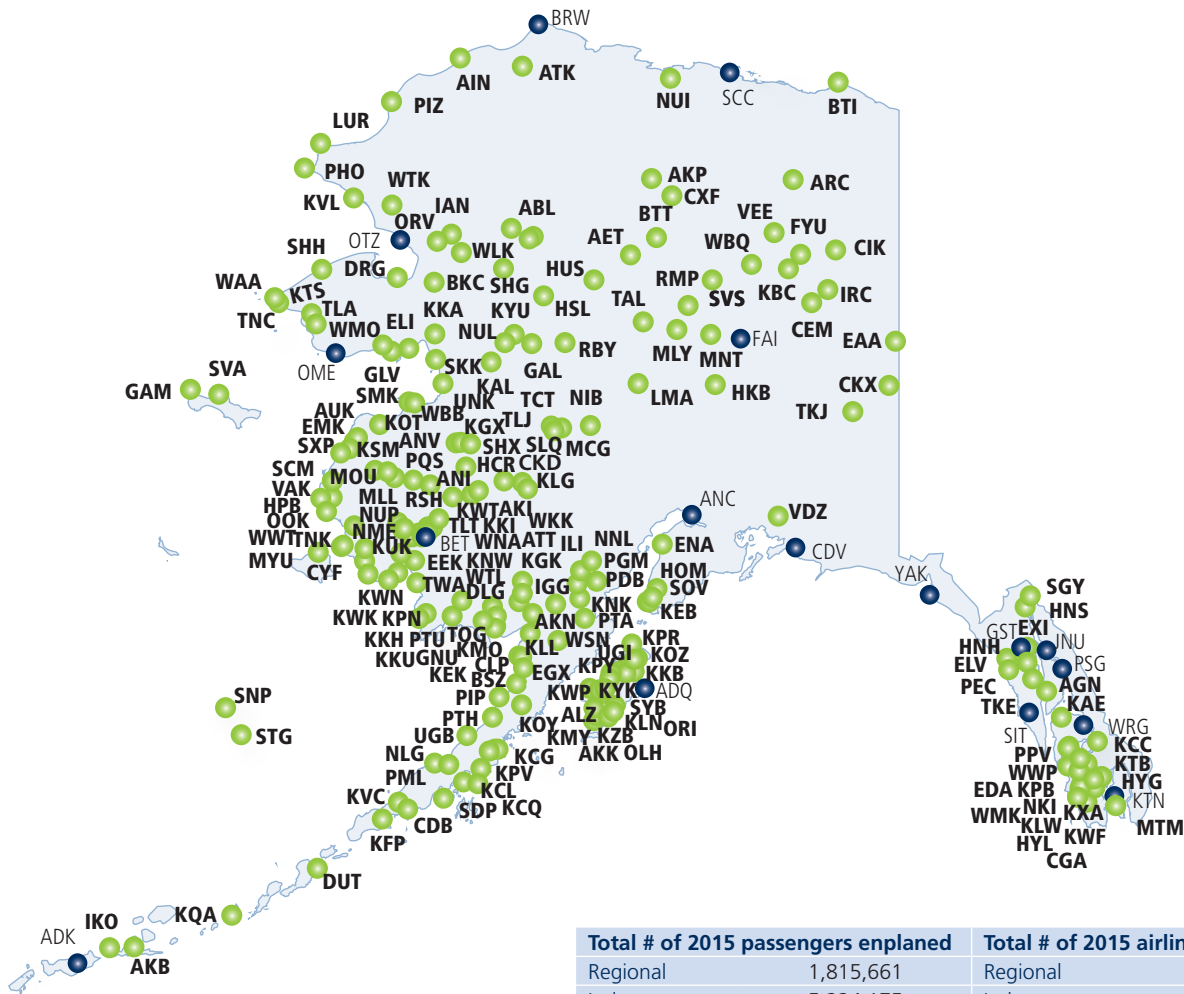 BRW
AIN
ATK
NUI
SCC
BTI
PIZ
LUR
PHO
WTK
AKP
CXF
ARC
KVL
IAN
ABL
BTT
VEE
ORV
OTZ
WLK
AET
WBQ
FYU
CIK
SHH
DRG
BKC
SHG
HUS
RMP
KBC
IRC
WAA
KTS
TNC
TLA
WMO
ELI
KKA
KYU
HSL
TAL
SVS
CEM
NUL
RBY
MLY
MNT
FAI
EAA
OME
GLV
SKK
KAL
GAL
GAM
SVA
SMK
WBB
UNK
TCT
NIB
LMA
HKB
CKX
TKJ
AUK
EMK
SXP
KOT
ANV
KGX
TLJ
SLQ
MCG
KSM
SHX
SCM
MOU
PQS
HCR
CKD
KLG
VAK
MLL
RSH
ANI
KWT
AKI
HPB
OOK
NUP
TLT
KKI
WKK
ANC
VDZ
WWT
TNK
NME
BET
WNA
ATT
ILI
NNL
ENA
CDV
MYU
CYF
KUK
EEK
KNW
KGK
PGM
HOM
YAK
TWA
WTL
DLG
IGG
PDB
SOV
KWN
KNK
KEB
SGY
HNS
KWK
KPN
AKN
PTA
KKH
PTU
TOG
WSN
KPR
GST
EXI
JNU
KKU
GNU
KMO
KLL
UGI
KOZ
HNH
PSG
KEK
CLP
EGX
KPY
KKB
ELV
BSZ
KWP
KYK
ADQ
PEC
AGN
PIP
SYB
TKE
KAE
SNP
PTH
KOY
ALZ
KLN
ORI
SIT
WRG
STG
UGB
KMY
KZB
KCC
NLG
KCG
AKK
OLH
PPV
KTB
PML
KPV
WWP
HYG
KVC
KCL
EDA
KPB
KTN
CDB
SDP
KCQ
WMK
NKI
KXA
MTM
KFP
KLW
KWF
HYL
CGA
DUT
KQA
IKO
ADK
AKB
Total # of 2015 passengers enplaned Total # of 2015 airlin
Regional 1,815,661 Regional